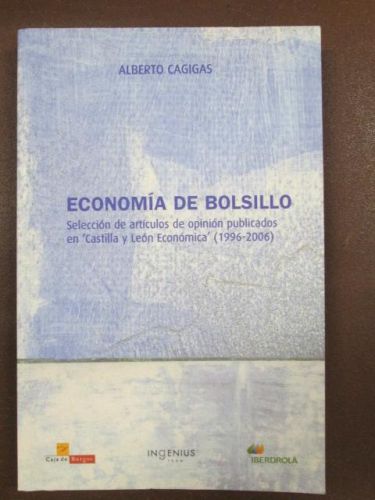 ALBERTO CAGIGAS
ECONOMÍA DE BOLSILLO
Selección de artículos de opinión publicados
en 'Castilla y León Económica' (1996-2006)
Caja de Burgos
INGENIUS
IBERDROLA